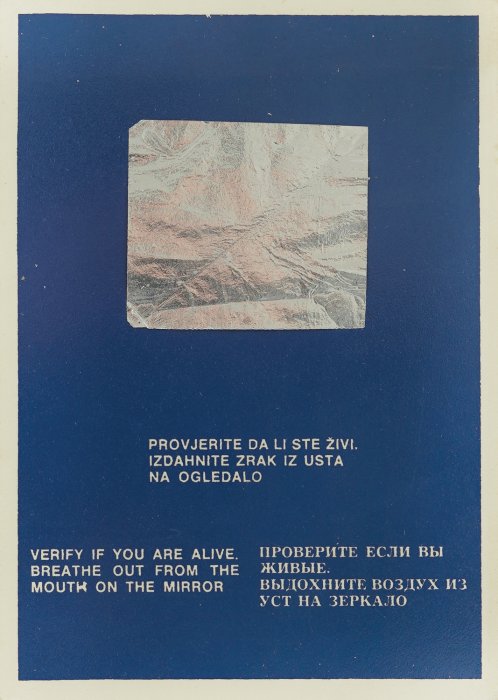 PROVJERITE DA LI STE ŽIVI.
IZDAHNITE ZRAK IZ USTA
NA OGLEDALO
VERIFY IF YOU ARE ALIVE.
BREATHE OUT FROM THE
MOUTH ON THE MIRROR
ПРОВЕРИТЕ ЕСЛИ ВЫ
ЖИВЫЕ.
ВЫДОХНИТЕ ВОЗДУХ ИЗ
УСТ НА ЗЕРКАЛО